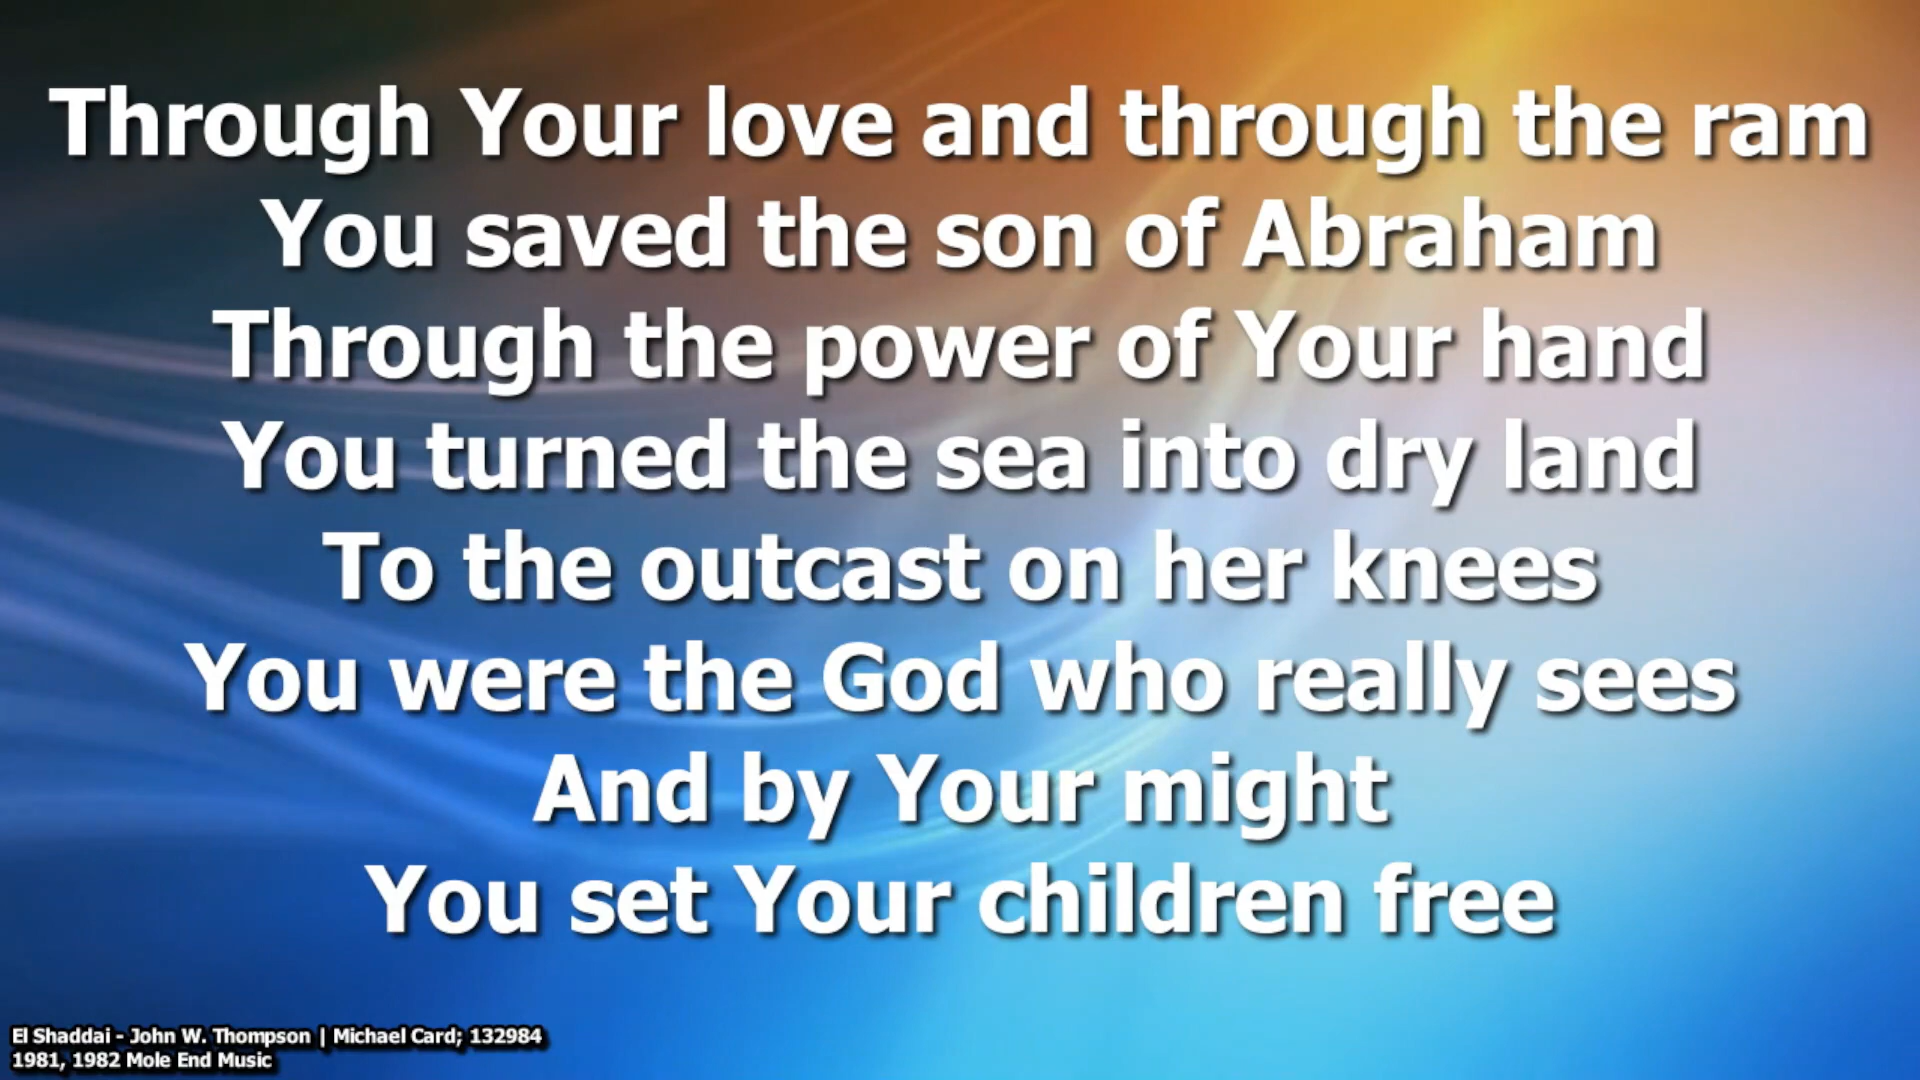 Through Your love and through the ram
You saved the son of Abraham
Through the power of Your hand
You turned the sea into dry land
To the outcast on her knees
You were the God who really sees
And by Your might
You set Your children free
El Shaddai - John W. Thompson | Michael Card; 132984
1981, 1982 Mole End Music